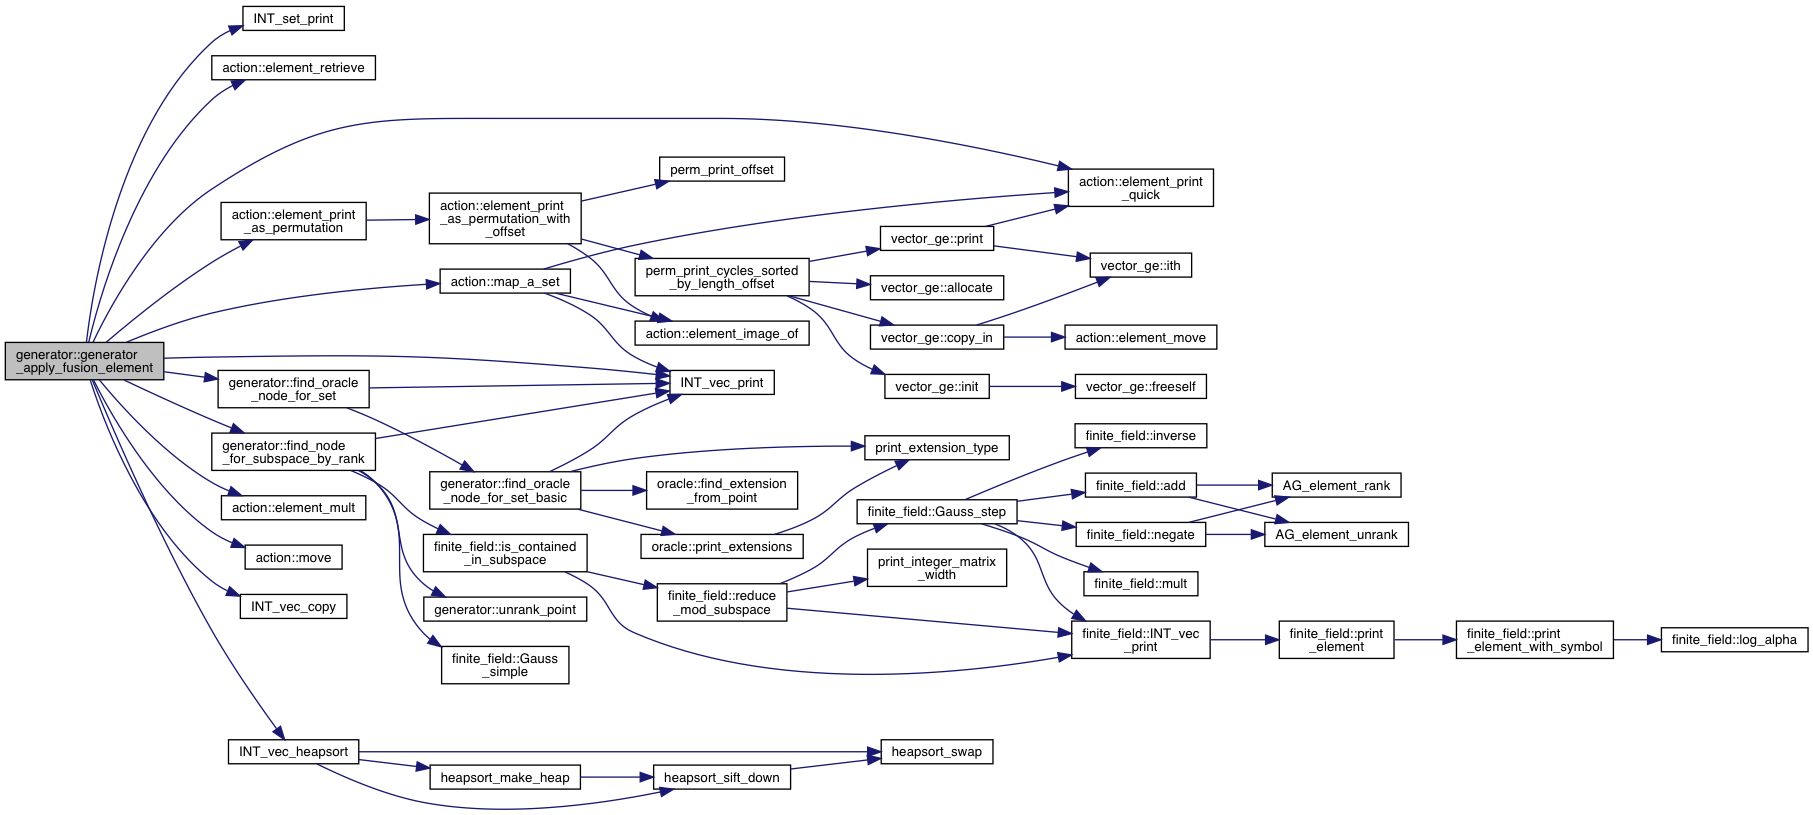 INT_set_print
action::element_retrieve
perm_print_offset
action::element_print
_quick
action::element_print
_as_permutation_with
_offset
action::element_print
_as_permutation
vector_ge::print
vector_ge::ith
perm_print_cycles_sorted
_by_length_offset
action::map_a_set
vector_ge::allocate
action::element_image_of
vector_ge::copy_in
action::element_move
generator::generator
_apply_fusion_element
generator::find_oracle
_node_for_set
INT_vec_print
vector_ge::init
vector_ge::freeself
finite_field::inverse
generator::find_node
_for_subspace_by_rank
print_extension_type
generator::find_oracle
_node_for_set_basic
oracle::find_extension
_from_point
finite_field::add
AG_element_rank
action::element_mult
finite_field::Gauss_step
finite_field::negate
AG_element_unrank
oracle::print_extensions
action::move
finite_field::is_contained
_in_subspace
print_integer_matrix
_width
finite_field::mult
INT_vec_copy
generator::unrank_point
finite_field::reduce
_mod_subspace
finite_field::INT_vec
_print
finite_field::print
_element
finite_field::print
_element_with_symbol
finite_field::log_alpha
finite_field::Gauss
_simple
INT_vec_heapsort
heapsort_swap
heapsort_make_heap
heapsort_sift_down